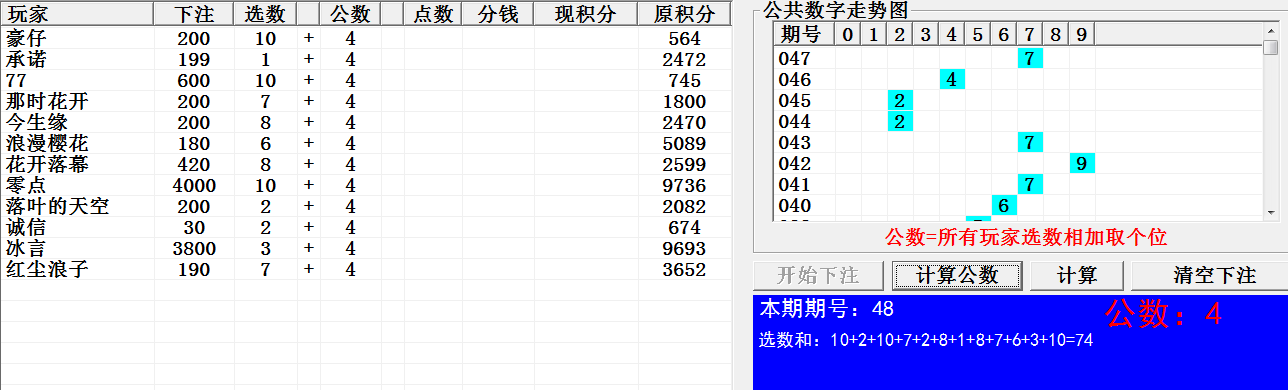 玩家 下注 选数 公数 点数 分钱 现积分 原积分
豪仔 200 10 + 4 564
承诺 199 1 + 4 2472
77 600 10 + 4 745
那时花开 200 7 + 4 1800
今生缘 200 8 + 4 2470
浪漫樱花 180 6 + 4 5089
花开落幕 420 8 + 4 2599
零点 4000 10 + 4 9736
落叶的天空 200 2 + 4 2082
诚信 30 2 + 4 674
冰言 3800 3 + 4 9693
红尘浪子 190 7 + 4 3652
公共数字走势图
期号 0 1 2 3 4 5 6 7 8 9
047 7
046 4
045 2
044 2
043 7
042 9
041 7
040 6
公数=所有玩家选数相加取个位
开始下注 计算公数 计算 清空下注
本期期号：48 公数：4
选数和：10+2+10+7+2+8+1+8+7+6+3+10=74